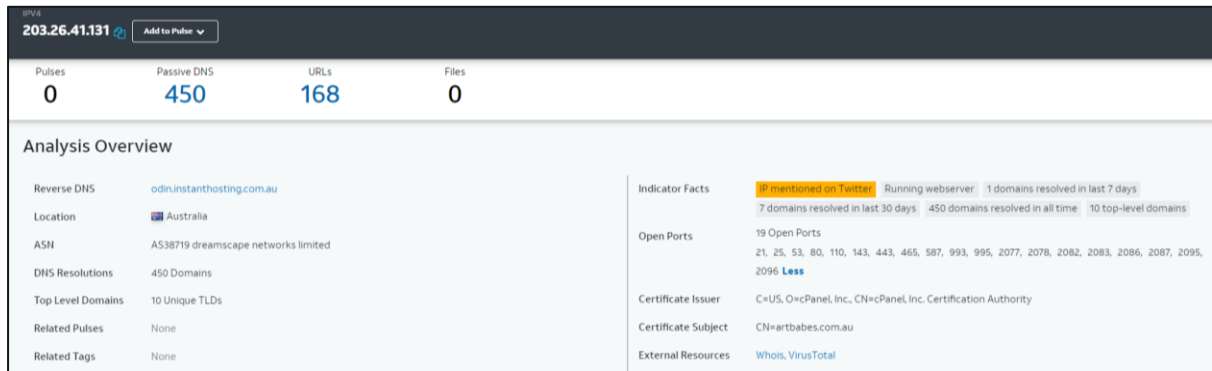 IPV4
203.26.41.131 Add to Pulse
Pulses Passive DNS URLs Files
0 450 168 0
Analysis Overview
Reverse DNS odin.instanthosting.com.au
Location Australia
ASN AS38719 dreamscape networks limited
DNS Resolutions 450 Domains
Top Level Domains 10 Unique TLDs
Related Pulses None
Related Tags None
Indicator Facts IP mentioned on Twitter Running webserver 1 domains resolved in last 7 days
7 domains resolved in last 30 days 450 domains resolved in all time 10 top-level domains
Open Ports 19 Open Ports
21, 25, 53, 80, 110, 143, 443, 465, 587, 993, 995, 2077, 2078, 2082, 2083, 2086, 2087, 2095,
2096 Less
Certificate Issuer C=US, O=cPanel, Inc., CN=cPanel, Inc. Certification Authority
Certificate Subject CN=artbabes.com.au
External Resources Whois, VirusTotal